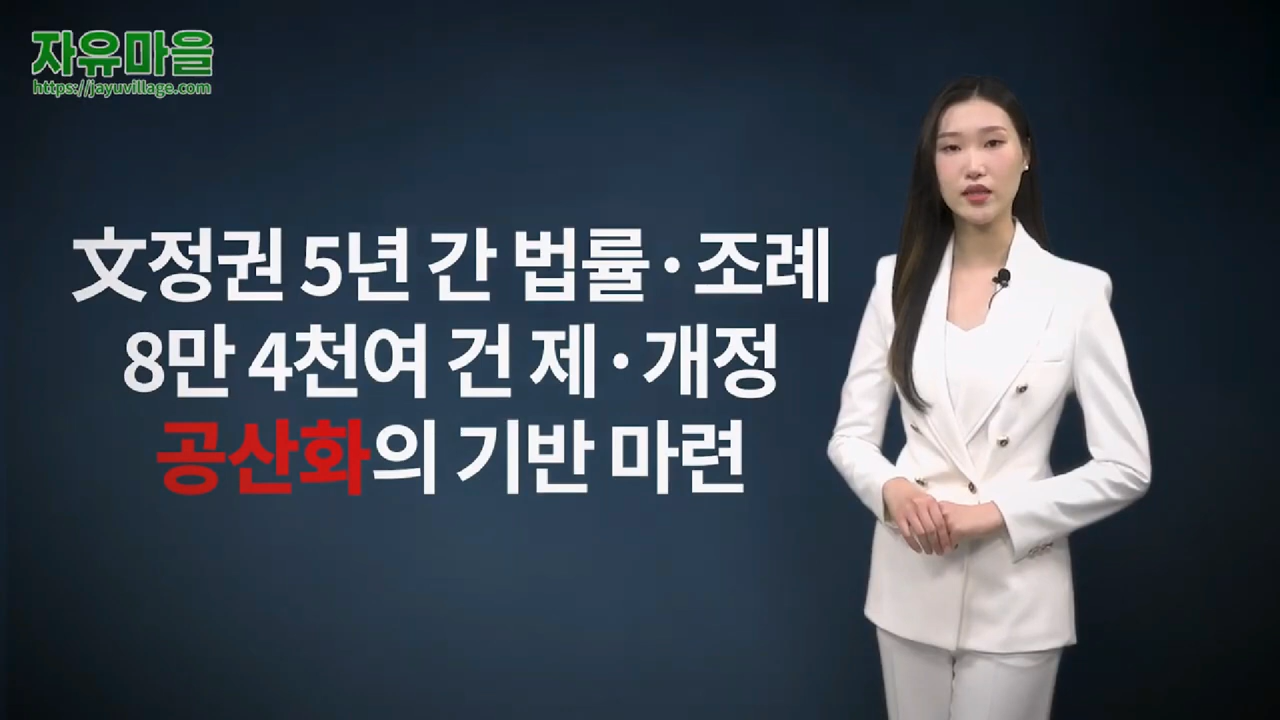 자유마을
https://jayuvillage.com
文정권 5년 간 법률·조례
8만 4천여 건 제·개정
공산화의 기반 마련